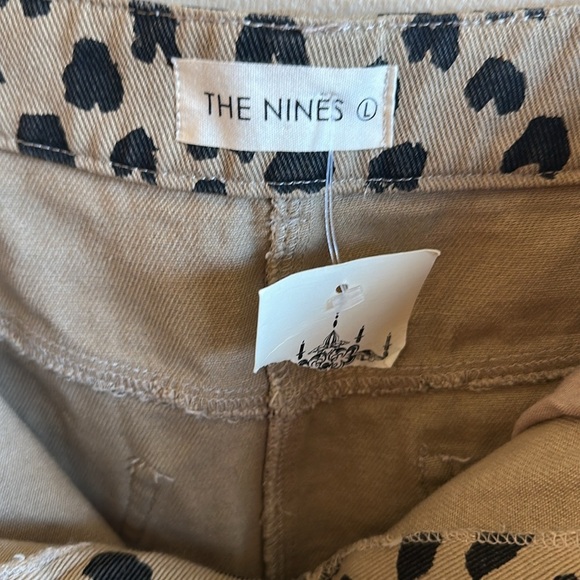 THE NINES Ⓛ